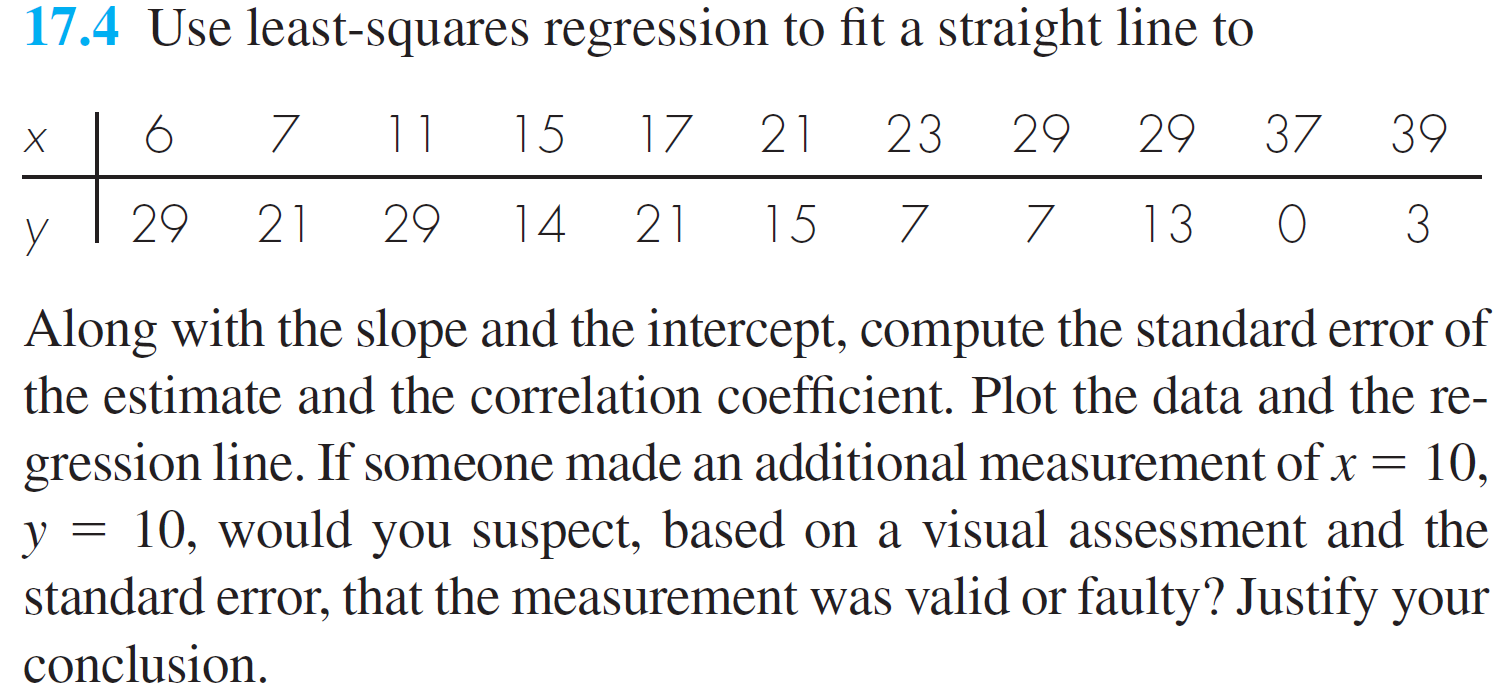 17.4 Use least-squares regression to fit a straight line to
x 6 7 11 15 17 21 23 29 29 37 39
y 29 21 29 14 21 15 7 7 13 0 3
Along with the slope and the intercept, compute the standard error of
the estimate and the correlation coefficient. Plot the data and the re-
gression line. If someone made an additional measurement of x = 10,
y = 10, would you suspect, based on a visual assessment and the
standard error, that the measurement was valid or faulty? Justify your
conclusion.